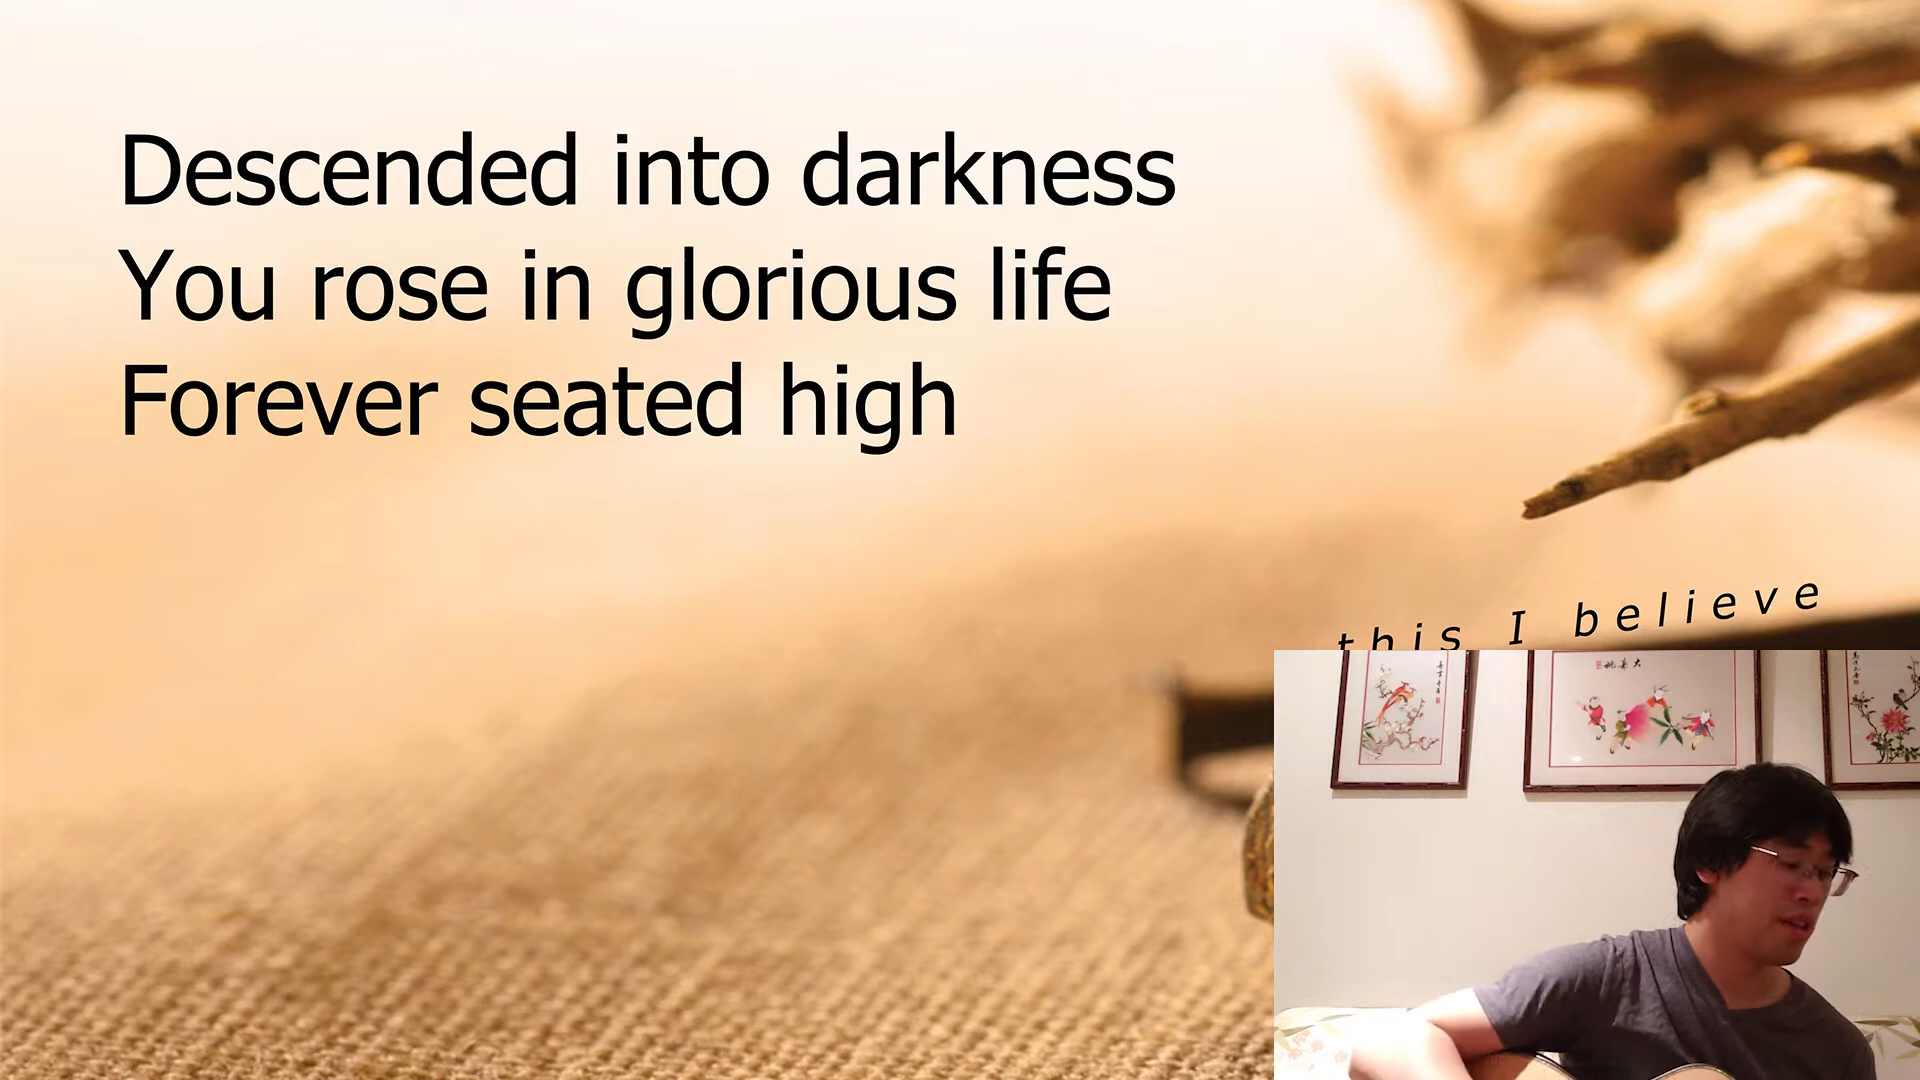 Descended into darkness
You rose in glorious life
Forever seated high
this I believe